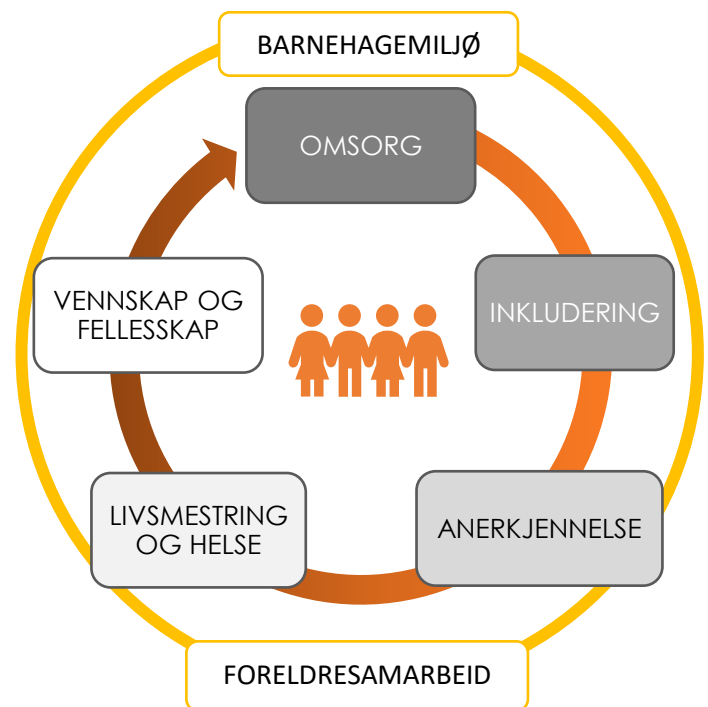 BARNEHAGEMILJØ
OMSORG
INKLUDERING
ANERKJENNELSE
LIVSMESTRING
OG HELSE
VENNSKAP OG
FELLESSKAP
FORELDRESAMARBEID